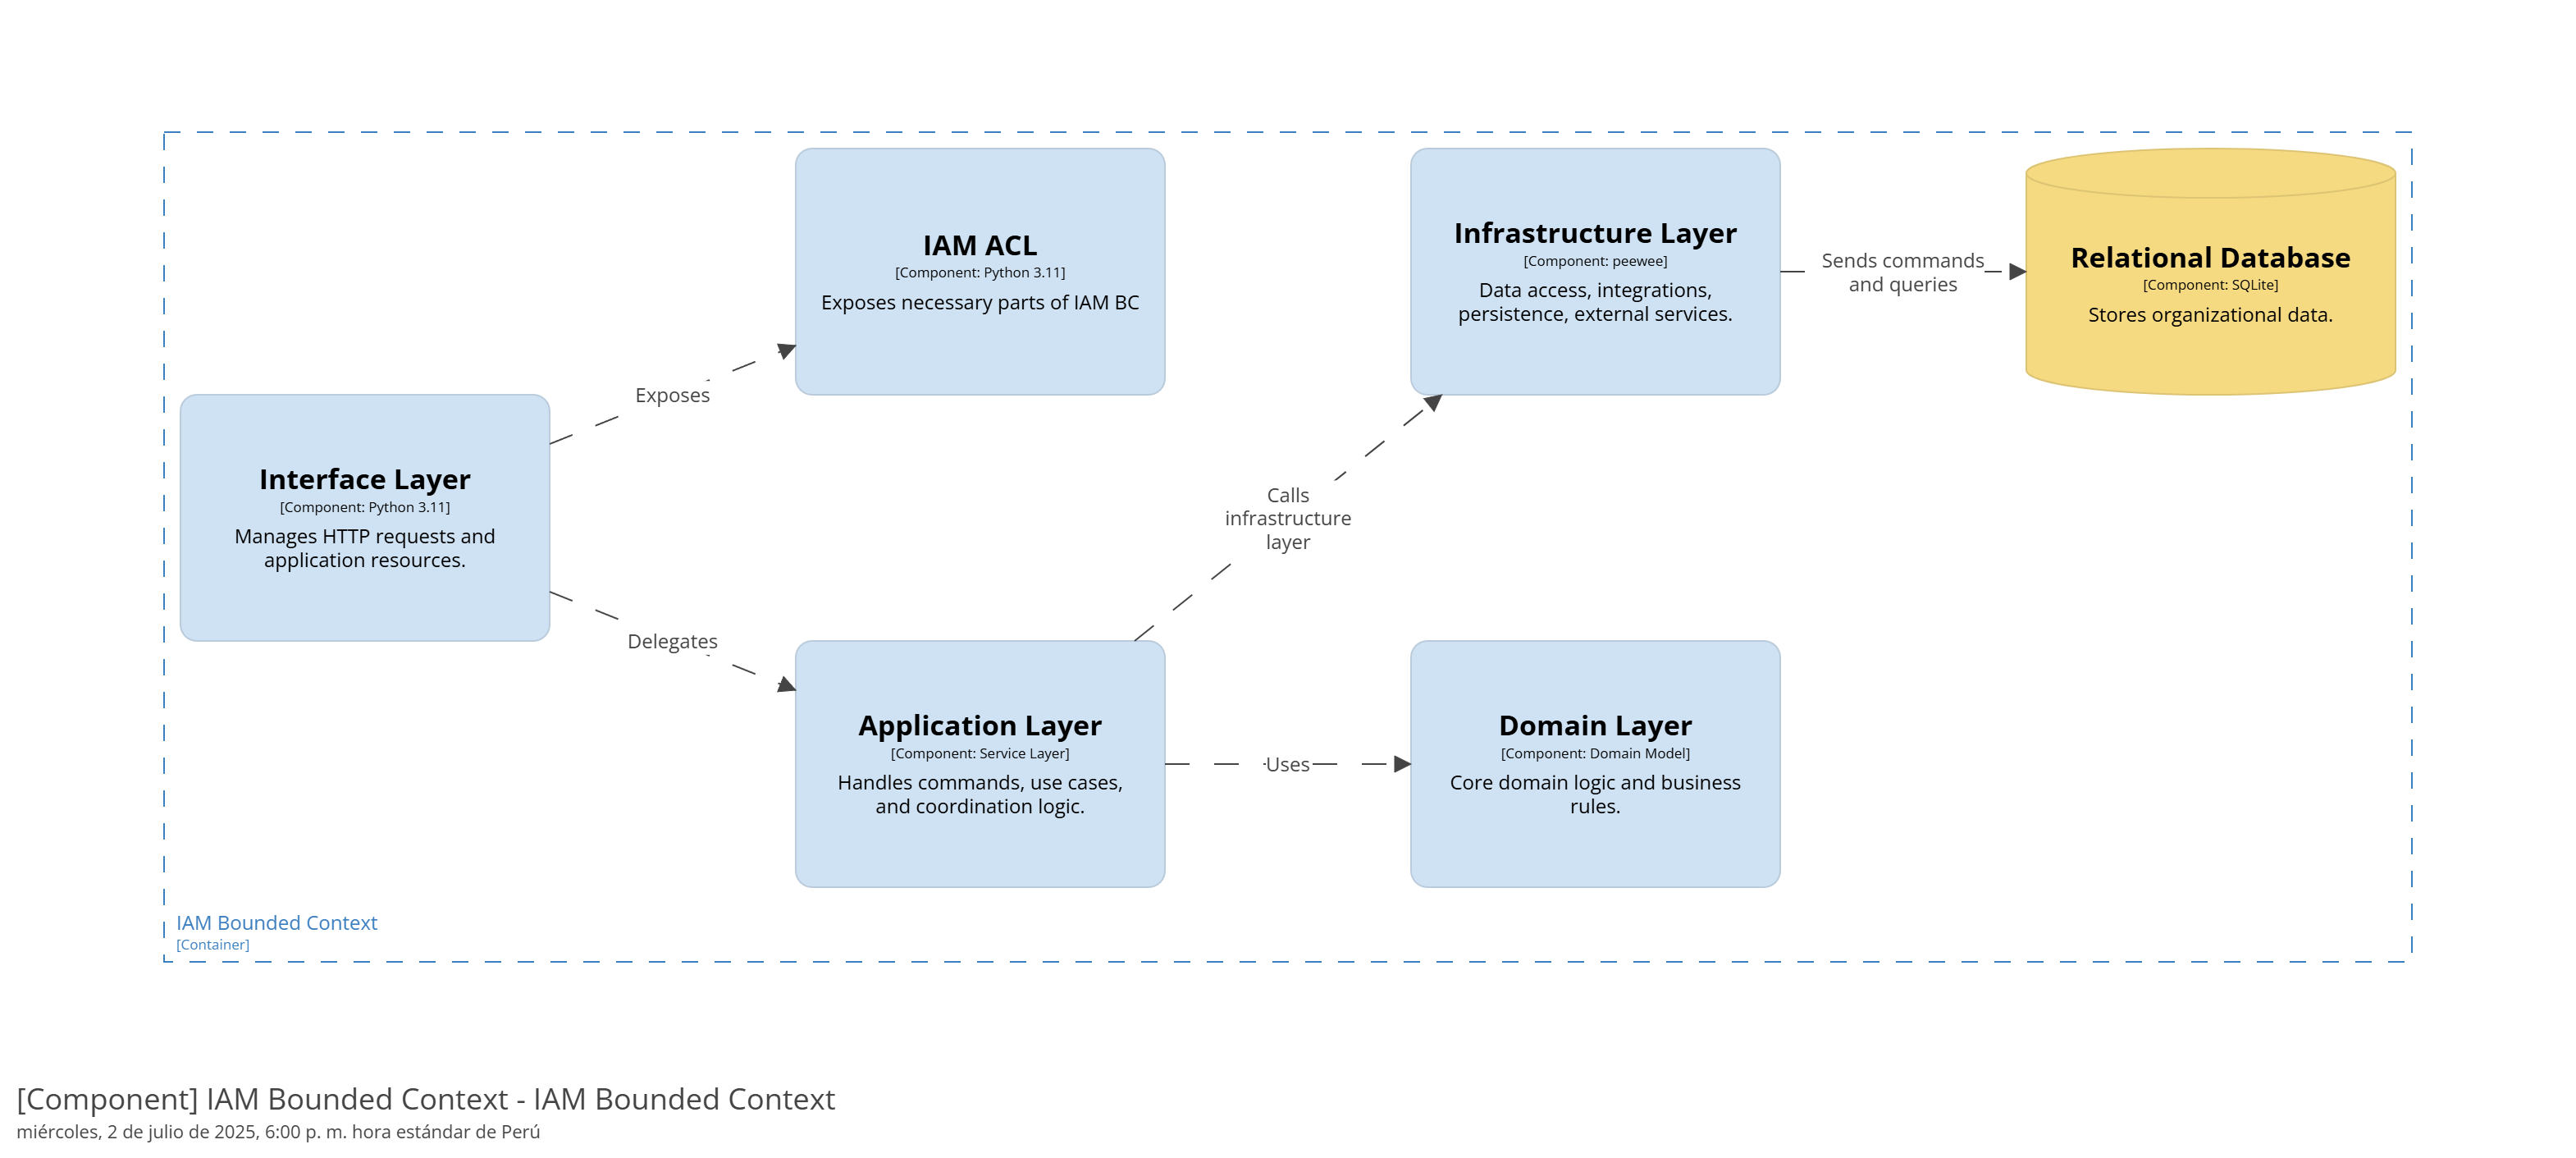 IAM ACL
[Component: Python 3.11]
Exposes necessary parts of IAM BC
Infrastructure Layer
[Component: peewee]
Data access, integrations,
persistence, external services.
Sends commands
and queries
Relational Database
[Component: SQLite]
Stores organizational data.
Exposes
Interface Layer
[Component: Python 3.11]
Manages HTTP requests and
application resources.
Calls
infrastructure
layer
Delegates
Application Layer
[Component: Service Layer]
Handles commands, use cases,
and coordination logic.
Uses
Domain Layer
[Component: Domain Model]
Core domain logic and business
rules.
IAM Bounded Context
[Container]
[Component] IAM Bounded Context - IAM Bounded Context
miércoles, 2 de julio de 2025, 6:00 p. m. hora estándar de Perú